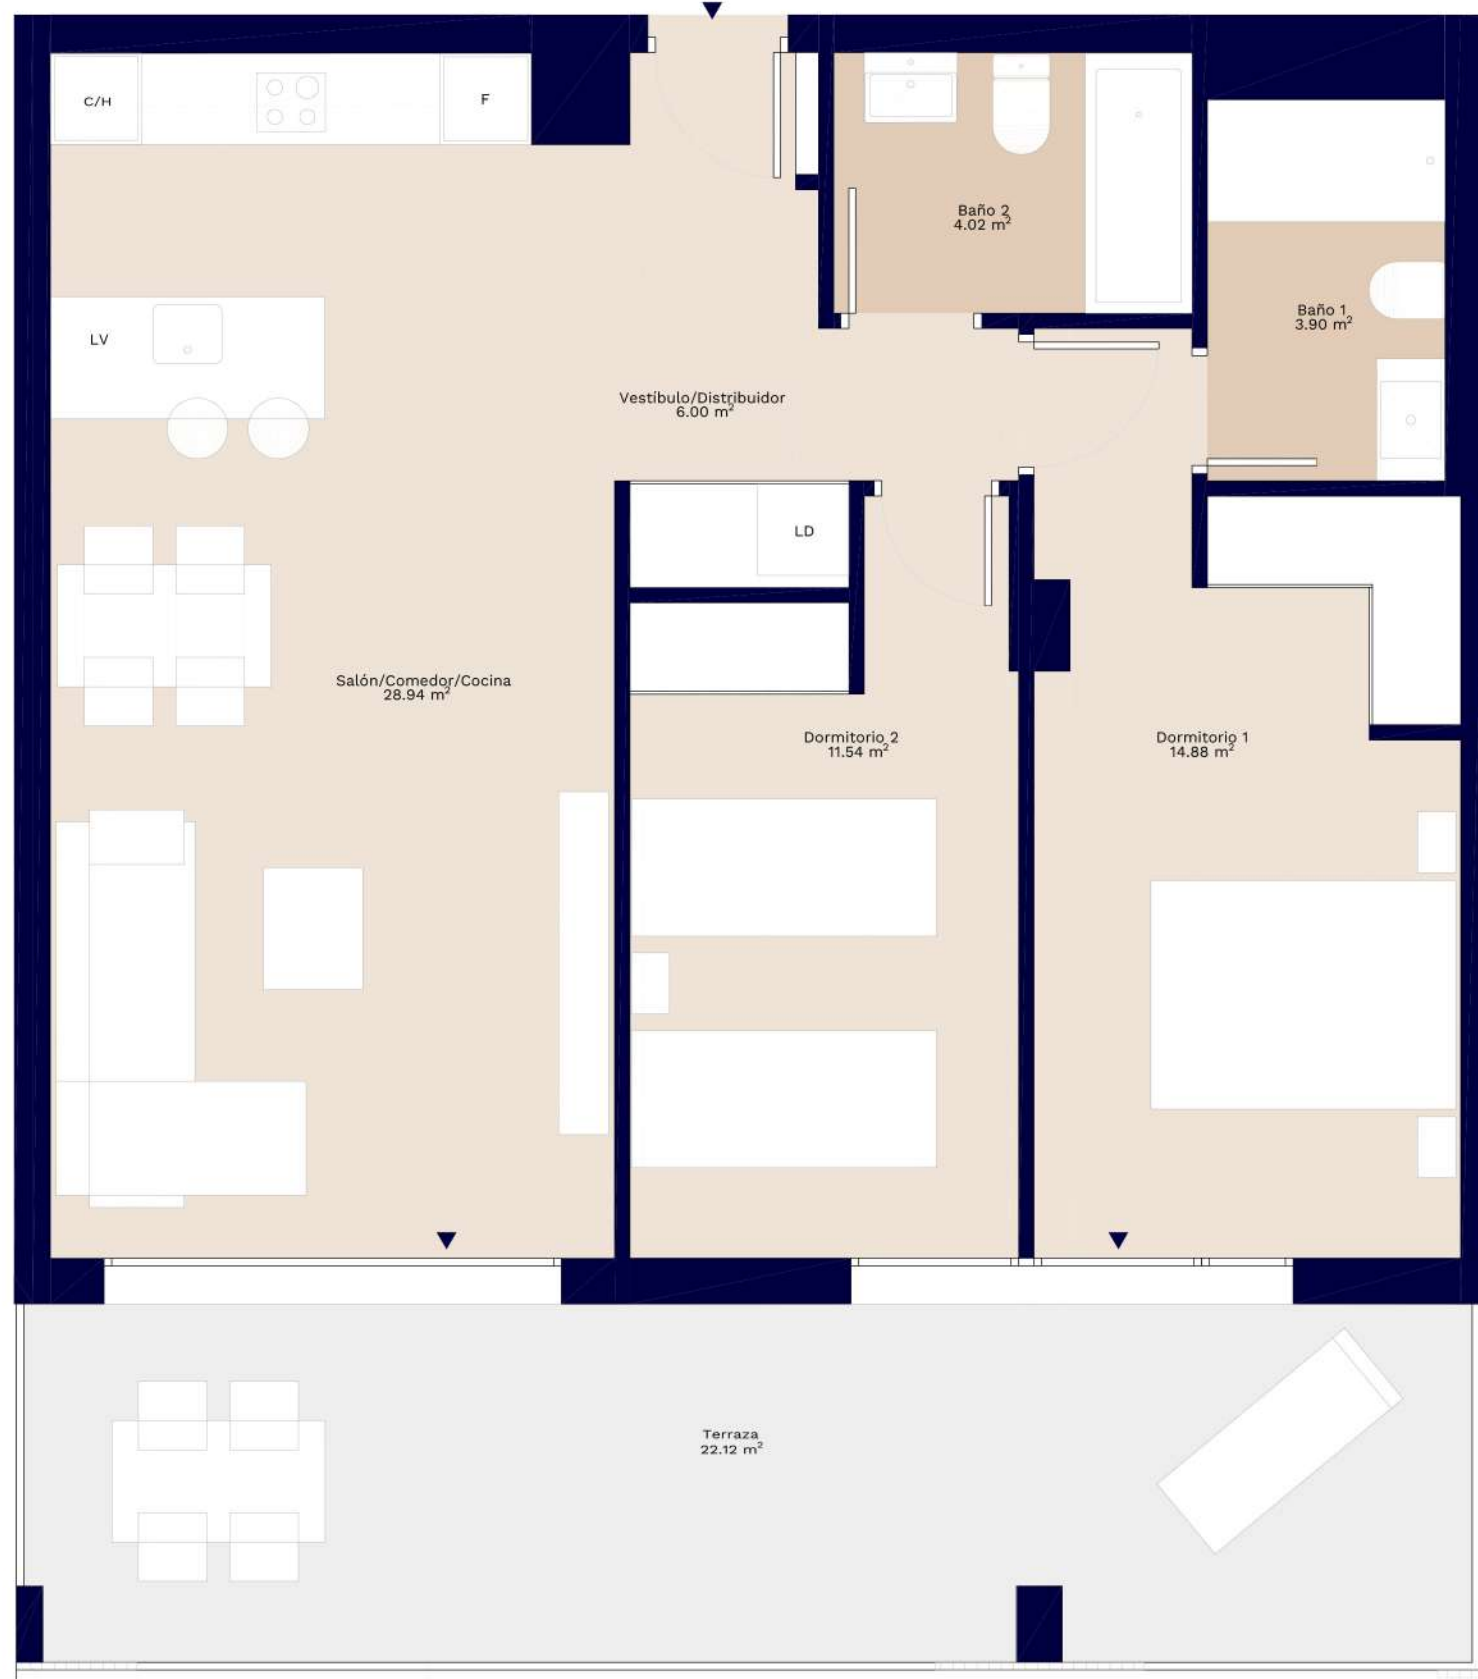 C/H
F
Baño 2
4.02 m²
Baño 1
3.90 m²
LV
Vestíbulo/Distribuidor
6.00 m²
LD
Salón/Comedor/Cocina
28.94 m²
Dormitorio 2
11.54 m²
Dormitorio 1
14.88 m²
Terraza
22.12 m²